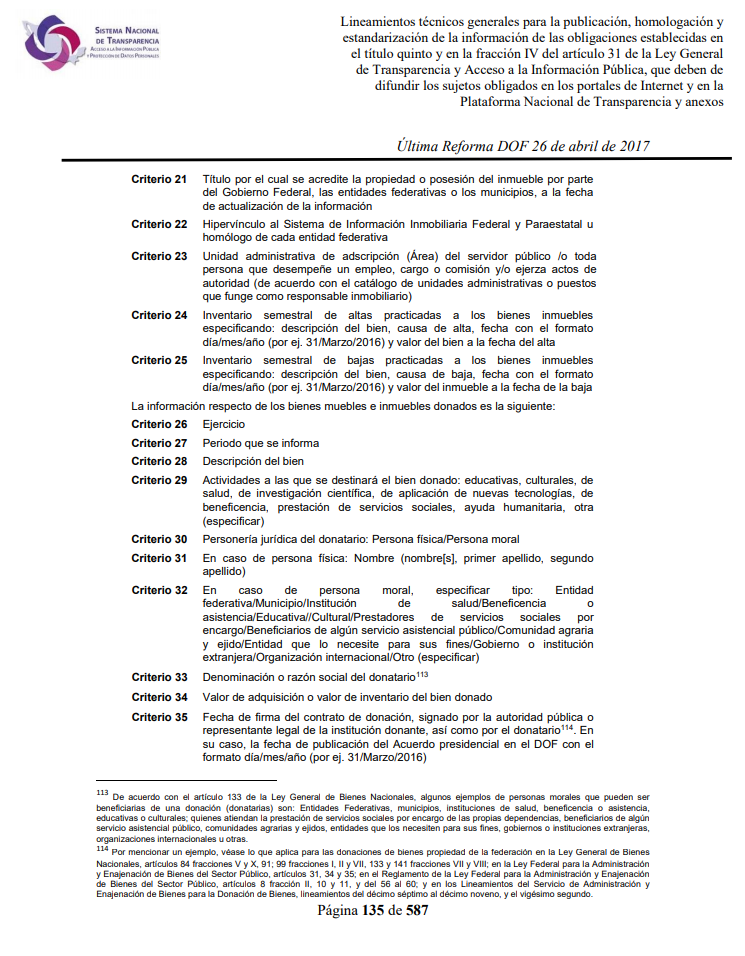 SISTEMA NACIONAL
DE TRANSPARENCIA
ACCESO A LA INFORMACIÓN PÚBLICA
Y PROTECCIÓN DE DATOS PERSONALES
Lineamientos técnicos generales para la publicación, homologación y
estandarización de la información de las obligaciones establecidas en
el título quinto y en la fracción IV del artículo 31 de la Ley General
de Transparencia y Acceso a la Información Pública, que deben de
difundir los sujetos obligados en los portales de Internet y en la
Plataforma Nacional de Transparencia y anexos
Última Reforma DOF 26 de abril de 2017
Criterio 21 Título por el cual se acredite la propiedad o posesión del inmueble por parte
del Gobierno Federal, las entidades federativas o los municipios, a la fecha
de actualización de la información
Criterio 22 Hipervínculo al Sistema de Información Inmobiliaria Federal y Paraestatal u
homólogo de cada entidad federativa
Criterio 23 Unidad administrativa de adscripción (Área) del servidor público /o toda
persona que desempeñe un empleo, cargo o comisión y/o ejerza actos de
autoridad (de acuerdo con el catálogo de unidades administrativas o puestos
que funge como responsable inmobiliario)
Criterio 24 Inventario semestral de altas practicadas a los bienes inmuebles
especificando: descripción del bien, causa de alta, fecha con el formato
día/mes/año (por ej. 31/Marzo/2016) y valor del bien a la fecha del alta
Criterio 25 Inventario semestral de bajas practicadas a los bienes inmuebles
especificando: descripción del bien, causa de baja, fecha con el formato
día/mes/año (por ej. 31/Marzo/2016) y valor del inmueble a la fecha de la baja
La información respecto de los bienes muebles e inmuebles donados es la siguiente:
Criterio 26 Ejercicio
Criterio 27 Periodo que se informa
Criterio 28 Descripción del bien
Criterio 29 Actividades a las que se destinará el bien donado: educativas, culturales, de
salud, de investigación científica, de aplicación de nuevas tecnologías, de
beneficencia, prestación de servicios sociales, ayuda humanitaria, otra
(especificar)
Criterio 30 Personería jurídica del donatario: Persona física/Persona moral
Criterio 31 En caso de persona física: Nombre (nombre[s], primer apellido, segundo
apellido)
Criterio 32 En caso de persona moral, especificar tipo: Entidad
federativa/Municipio/Institución de salud/Beneficencia o
asistencia/Educativa//Cultural/Prestadores de servicios sociales por
encargo/Beneficiarios de algún servicio asistencial público/Comunidad agraria
y ejido/Entidad que lo necesite para sus fines/Gobierno o institución
extranjera/Organización internacional/Otro (especificar)
Criterio 33 Denominación o razón social del donatario113
Criterio 34 Valor de adquisición o valor de inventario del bien donado
Criterio 35 Fecha de firma del contrato de donación, signado por la autoridad pública o
representante legal de la institución donante, así como por el donatario114. En
su caso, la fecha de publicación del Acuerdo presidencial en el DOF con el
formato día/mes/año (por ej. 31/Marzo/2016)
113 De acuerdo con el artículo 133 de la Ley General de Bienes Nacionales, algunos ejemplos de personas morales que pueden ser
beneficiarias de una donación (donatarias) son: Entidades Federativas, municipios, instituciones de salud, beneficencia o asistencia,
educativas o culturales; quienes atiendan la prestación de servicios sociales por encargo de las propias dependencias, beneficiarios de algún
servicio asistencial público, comunidades agrarias y ejidos, entidades que los necesiten para sus fines, gobiernos o instituciones extranjeras,
organizaciones internacionales u otras.
114 Por mencionar un ejemplo, véase lo que aplica para las donaciones de bienes propiedad de la federación en la Ley General de Bienes
Nacionales, artículos 84 fracciones V y X, 91; 99 fracciones I, II y VII, 133 y 141 fracciones VII y VIII; en la Ley Federal para la Administración
y Enajenación de Bienes del Sector Público, artículos 31, 34 y 35; en el Reglamento de la Ley Federal para la Administración y Enajenación
de Bienes del Sector Público, artículos 8 fracción II, 10 y 11, y del 56 al 60; y en los Lineamientos del Servicio de Administración y
Enajenación de Bienes para la Donación de Bienes, lineamientos del décimo séptimo al décimo noveno, y el vigésimo segundo.
Página 135 de 587